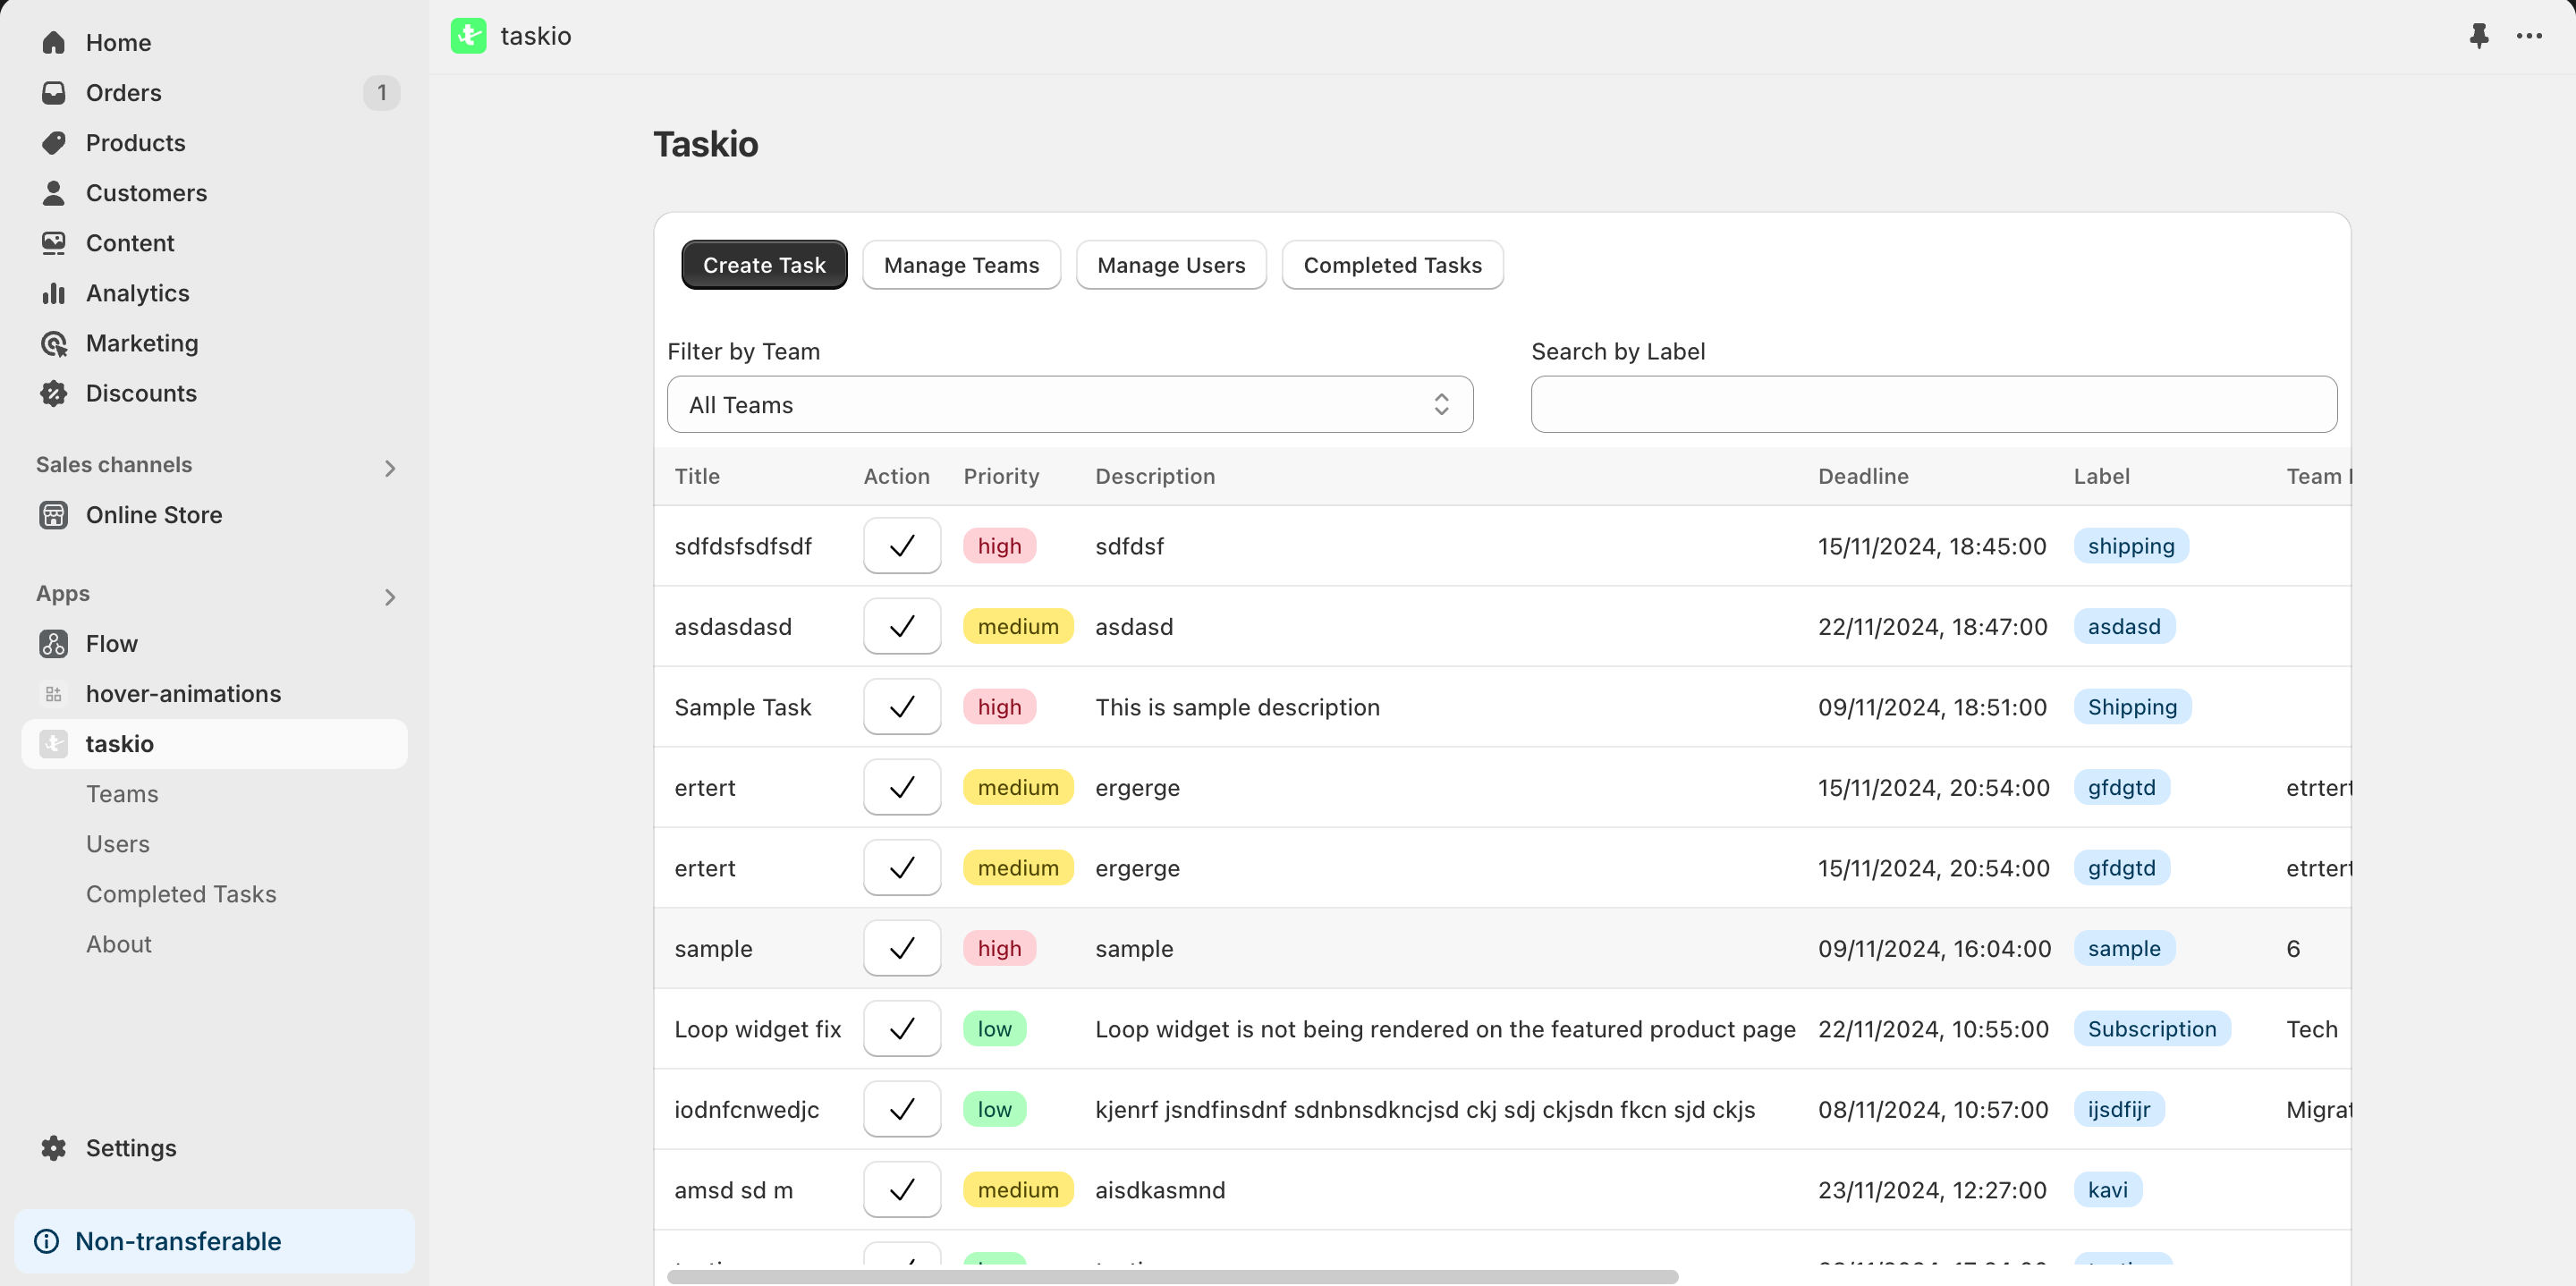 Home
Orders 1
Products
Customers
Content
Analytics
Marketing
Discounts
Sales channels
Online Store
Apps
Flow
hover-animations
taskio
Teams
Users
Completed Tasks
About
Settings
Non-transferable
taskio
Taskio
Create Task Manage Teams Manage Users Completed Tasks
Filter by Team Search by Label
All Teams
Title Action Priority Description Deadline Label Team
sdfdsfsdfsdf high sdfdsf 15/11/2024, 18:45:00 shipping
asdasdasd medium asdasd 22/11/2024, 18:47:00 asdasd
Sample Task high This is sample description 09/11/2024, 18:51:00 Shipping
ertert medium ergerge 15/11/2024, 20:54:00 gfdgtd etrtert
ertert medium ergerge 15/11/2024, 20:54:00 gfdgtd etrtert
sample high sample 09/11/2024, 16:04:00 sample 6
Loop widget fix low Loop widget is not being rendered on the featured product page 22/11/2024, 10:55:00 Subscription Tech
iodnfcnwedjc low kjenrf jsndfinsdnf sdnbnsdkncjsd ckj sdj ckjsdn fkcn sjd ckjs 08/11/2024, 10:57:00 ijsdfijr Migrat
amsd sd m medium aisdkasmnd 23/11/2024, 12:27:00 kavi